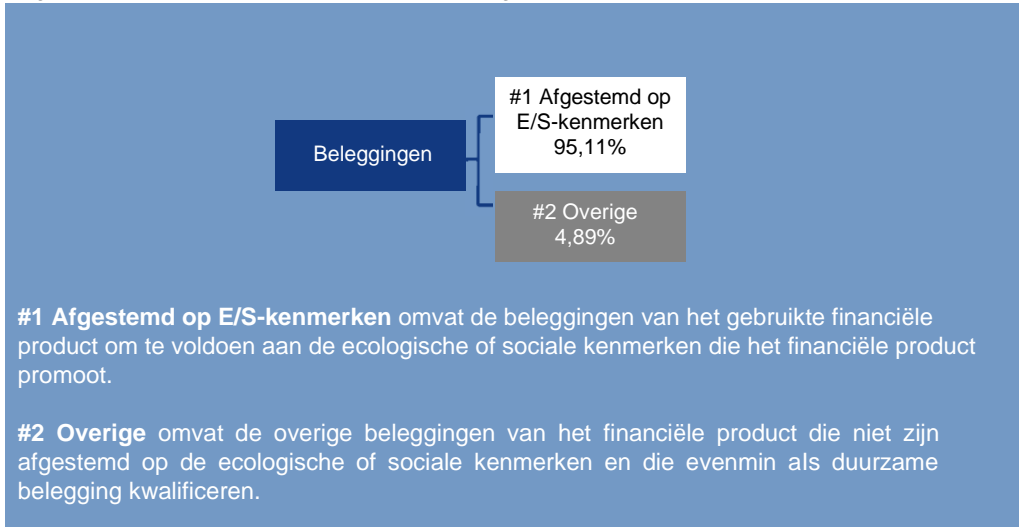 Beleggingen
#1 Afgestemd op
E/S-kenmerken
95,11%
#2 Overige
4,89%
#1 Afgestemd op E/S-kenmerken omvat de beleggingen van het gebruikte financiële
product om te voldoen aan de ecologische of sociale kenmerken die het financiële product
promoot.
#2 Overige omvat de overige beleggingen van het financiële product die niet zijn
afgestemd op de ecologische of sociale kenmerken en die evenmin als duurzame
belegging kwalificeren.